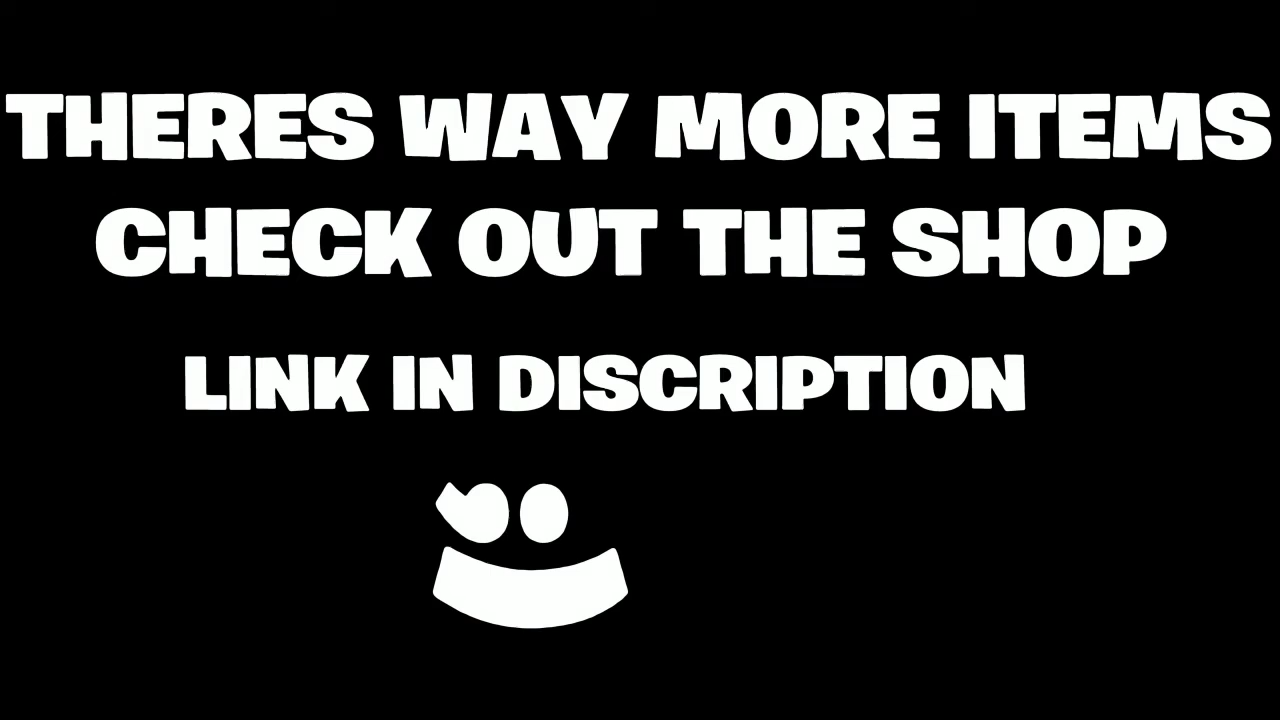 THERES WAY MORE ITEMS
CHECK OUT THE SHOP
LINK IN DISCRIPTION